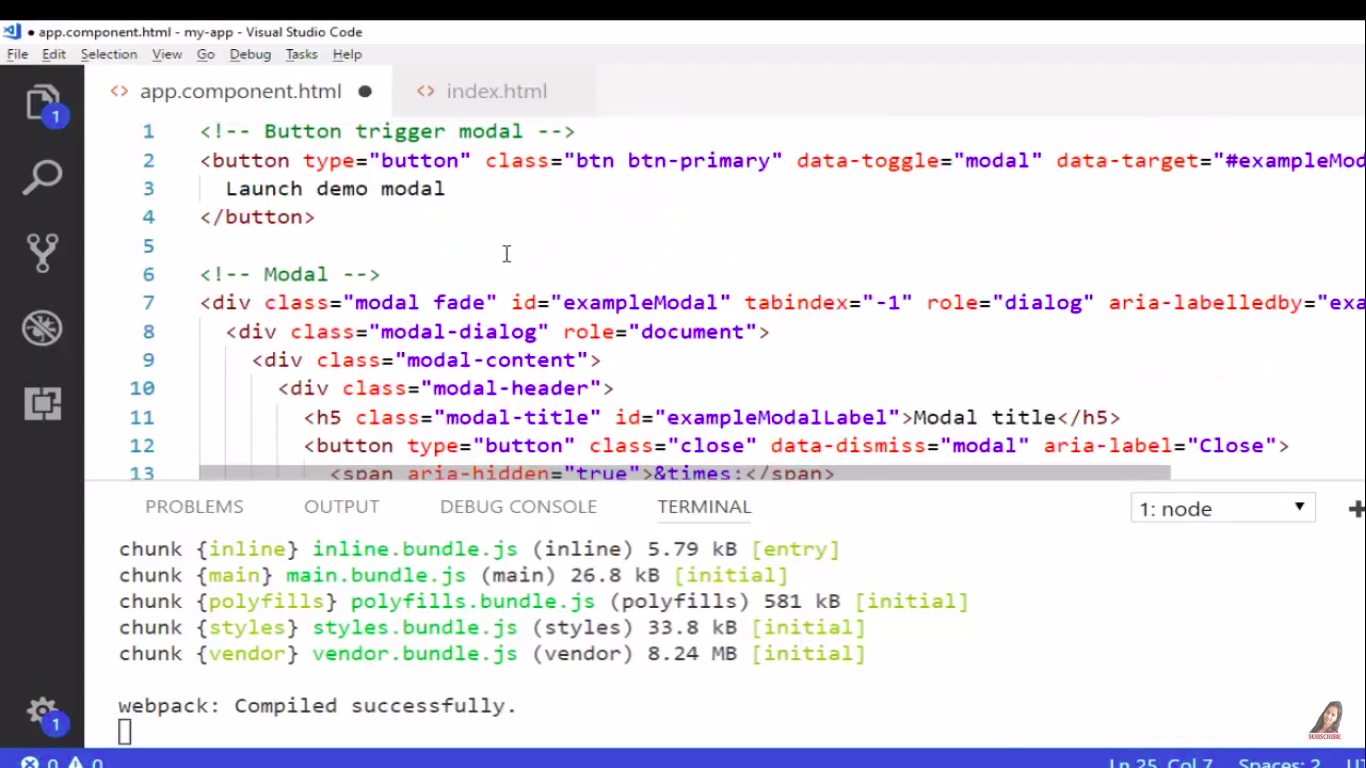 app.component.html - my-app - Visual Studio Code
File Edit Selection View Go Debug Tasks Help
1
app.component.html
index.html
1 <!-- Button trigger modal -->
2 <button type="button" class="btn btn-primary" data-toggle="modal" data-target="#exampleMod
3 Launch demo modal
4 </button>
5
6 <!-- Modal -->
7 <div class="modal fade" id="exampleModal" tabindex="-1" role="dialog" aria-labelledby="exa
8 <div class="modal-dialog" role="document">
9 <div class="modal-content">
10 <div class="modal-header">
11 <h5 class="modal-title" id="exampleModalLabel">Modal title</h5>
12 <button type="button" class="close" data-dismiss="modal" aria-label="Close">
13 <span aria-hidden="true">&times;</span>
PROBLEMS OUTPUT DEBUG CONSOLE TERMINAL 1: node
chunk {inline} inline.bundle.js (inline) 5.79 kB [entry]
chunk {main} main.bundle.js (main) 26.8 kB [initial]
chunk {polyfills} polyfills.bundle.js (polyfills) 581 kB [initial]
chunk {styles} styles.bundle.js (styles) 33.8 kB [initial]
chunk {vendor} vendor.bundle.js (vendor) 8.24 MB [initial]
webpack: Compiled successfully.
1
SUBSCRIBE
0 0 Ln 25, Col 7 Spaces: 2